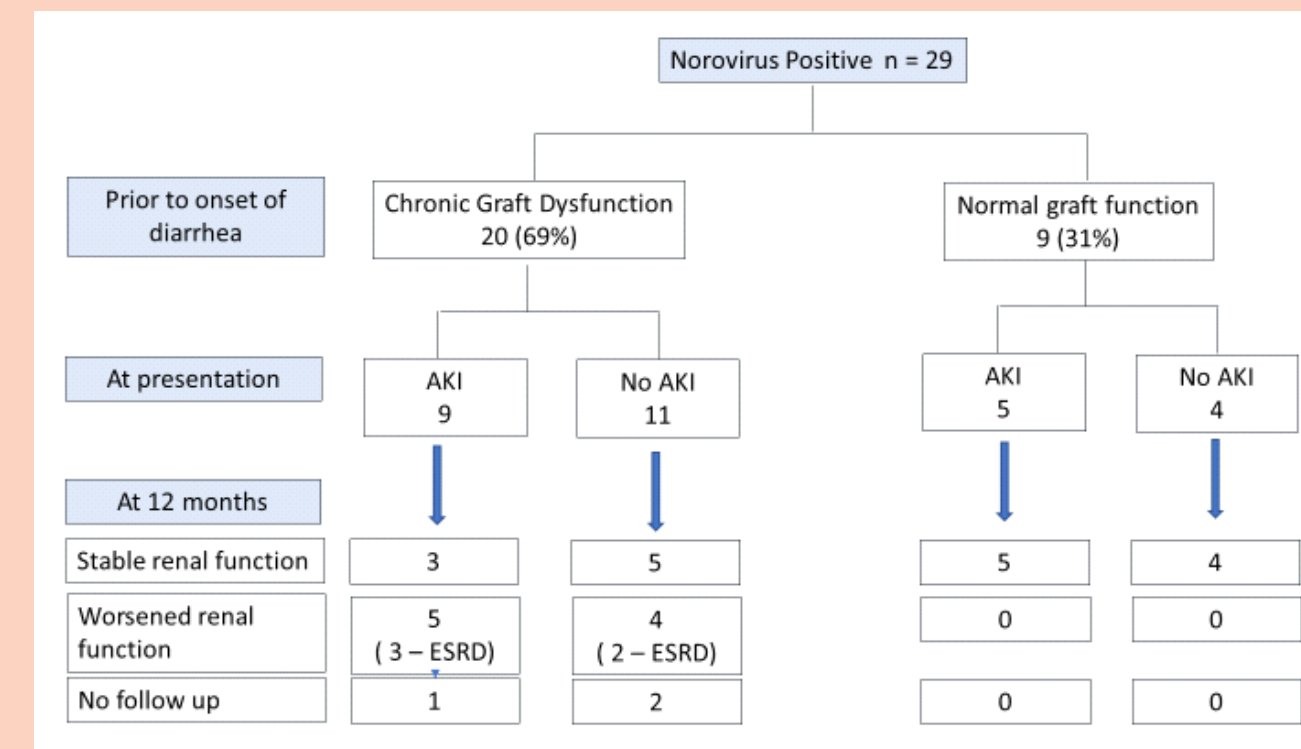 Norovirus Positive n = 29
Prior to onset of
diarrhea
Chronic Graft Dysfunction
20 (69%)
Normal graft function
9 (31%)
At presentation
AKI
9
No AKI
11
AKI
5
No AKI
4
At 12 months
Stable renal function
3
5
5
4
Worsened renal
function
5
( 3 – ESRD)
4
( 2 – ESRD)
0
0
No follow up
1
2
0
0